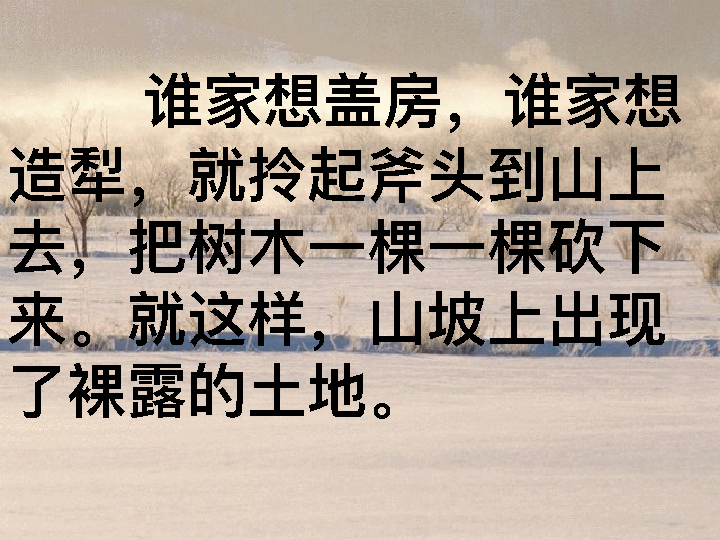 谁家想盖房，谁家想
造犁，就拎起斧头到山上
去，把树木一棵一棵砍下
来。就这样，山坡上出现
了裸露的土地。